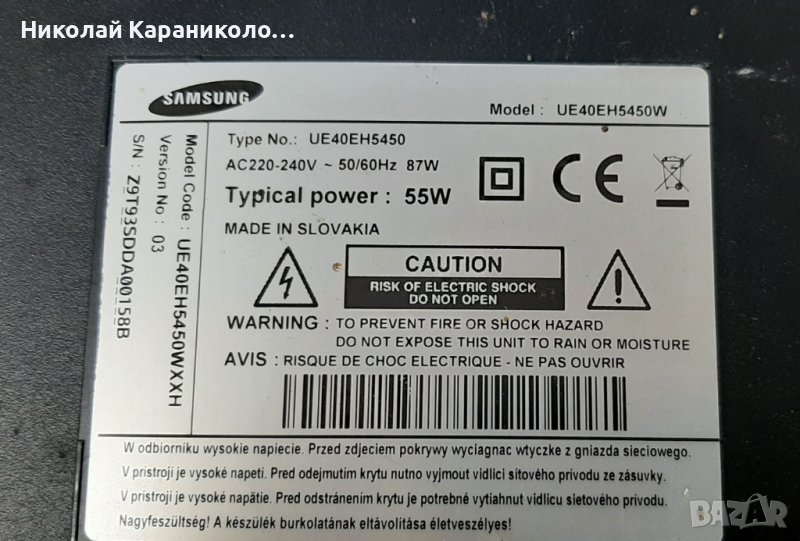 Николай Караниколо...
SAMSUNG
Model : UE40EH5450W
Type No.: UE40EH5450
AC220-240V ~ 50/60Hz 87W
Typical power : 55W
MADE IN SLOVAKIA
CAUTION
RISK OF ELECTRIC SHOCK
DO NOT OPEN
WARNING : TO PREVENT FIRE OR SHOCK HAZARD
DO NOT EXPOSE THIS UNIT TO RAIN OR MOISTURE
AVIS : RISQUE DE CHOC ELECTRIQUE - NE PAS OUVRIR
Model Code : UE40EH5450WXXH
Version No : 03
S/N : Z9T93SDDA00158B
W odbiorniku wysokie napiecie. Przed zdjeciem pokrywy wyciagnac wtyczke z gniazda sieciowego.
V pristroji je vysoké napeti. Pred odejmutím krytu nutno vyjmout vidlici sítového prívodu ze zásuvky.
V prístroji je vysoké napätie. Pred odstránením krytu je potrebné vytiahnut vidlicu sietového prívodu.
Nagyfeszültség! A készülék burkolatának eltávolítása életveszélyes!
BAZAR